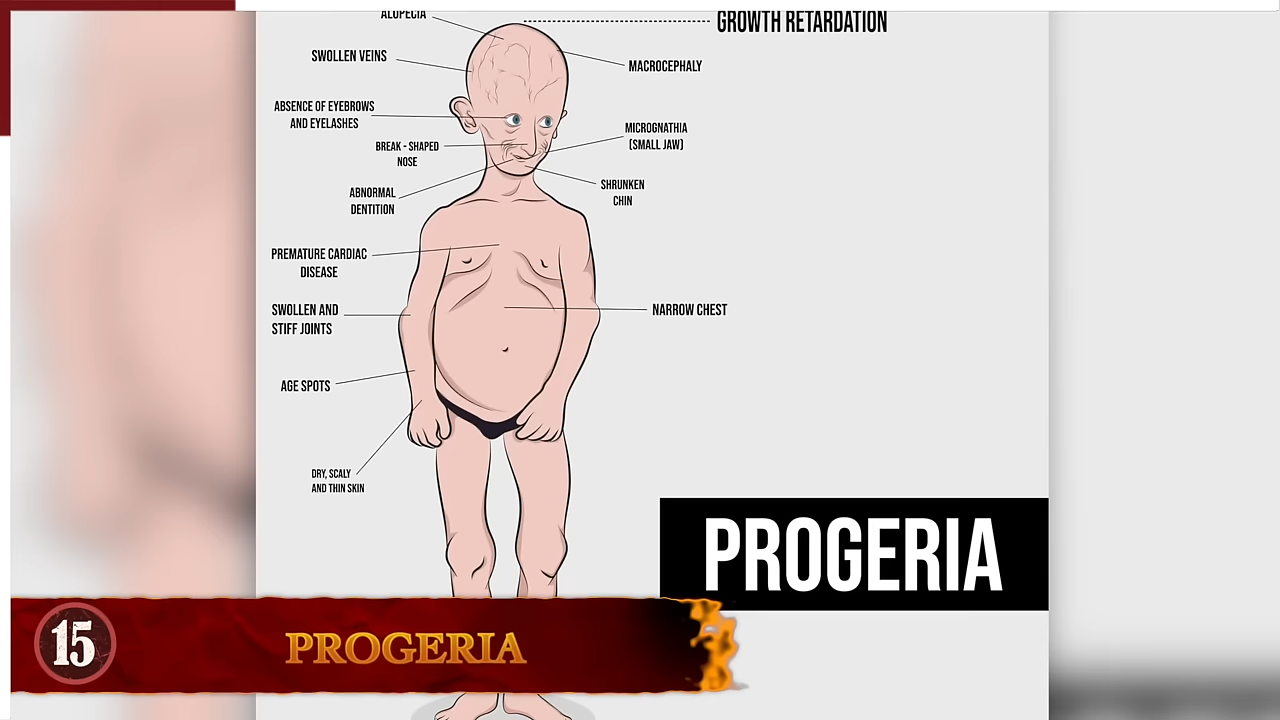 ALOPECIA
GROWTH RETARDATION
SWOLLEN VEINS
MACROCEPHALY
ABSENCE OF EYEBROWS
AND EYELASHES
BREAK - SHAPED
NOSE
MICROGNATHIA
(SMALL JAW)
ABNORMAL
DENTITION
SHRUNKEN
CHIN
PREMATURE CARDIAC
DISEASE
SWOLLEN AND
STIFF JOINTS
NARROW CHEST
AGE SPOTS
DRY, SCALY
AND THIN SKIN
PROGERIA
15
PROGERIA